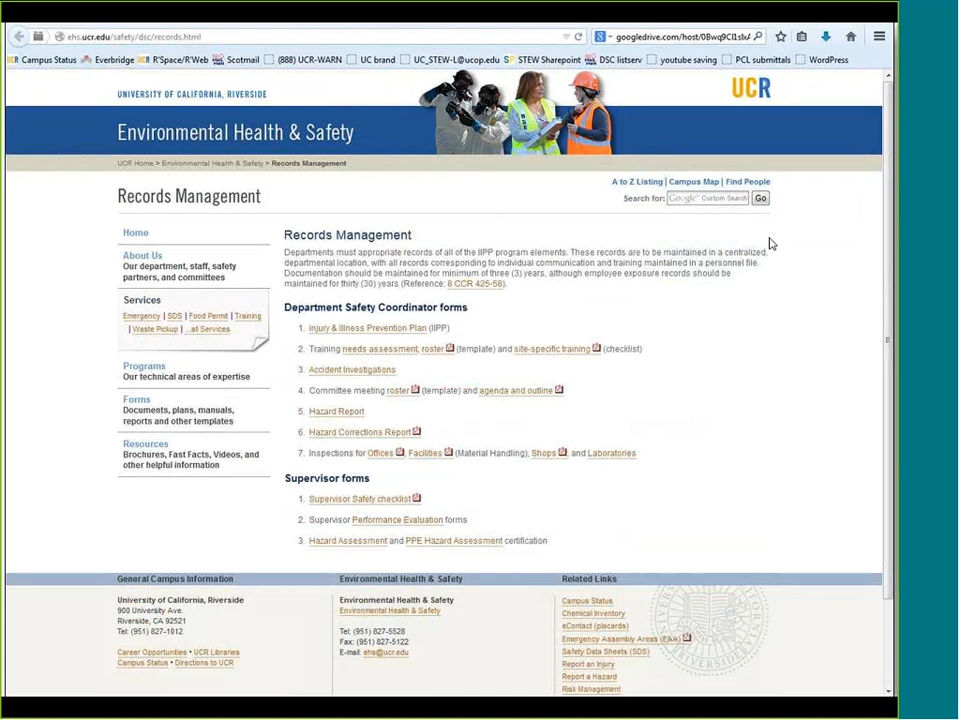 ehs.ucr.edu/safety/dsc/records.html
googledrive.com/host/0Bwq9Cl1slx/
UCR Campus Status Everbridge UCR R'Space/R'Web Scotmail (888) UCR-WARN UC brand UC_STEW-L@ucop.edu STEW Sharepoint DSC listserv youtube saving PCL submittals WordPress
UNIVERSITY OF CALIFORNIA, RIVERSIDE
UCR
Environmental Health & Safety
UCR Home > Environmental Health & Safety > Records Management
A to Z Listing | Campus Map | Find People
Records Management
Search for: Google Custom Search Go
Home
About Us
Our department, staff, safety
partners, and committees
Services
Emergency | SDS | Food Permit | Training
| Waste Pickup | ...all Services
Programs
Our technical areas of expertise
Forms
Documents, plans, manuals,
reports and other templates
Resources
Brochures, Fast Facts, Videos, and
other helpful information
Records Management
Departments must appropriate records of all of the IIPP program elements. These records are to be maintained in a centralized,
departmental location, with all records corresponding to individual communication and training maintained in a personnel file.
Documentation should be maintained for minimum of three (3) years, although employee exposure records should be
maintained for thirty (30) years (Reference: 8 CCR 425-58).
Department Safety Coordinator forms
1. Injury & Illness Prevention Plan (IIPP)
2. Training needs assessment, roster (template) and site-specific training (checklist)
3. Accident Investigations
4. Committee meeting roster (template) and agenda and outline
5. Hazard Report
6. Hazard Corrections Report
7. Inspections for Offices, Facilities (Material Handling), Shops, and Laboratories
Supervisor forms
1. Supervisor Safety checklist
2. Supervisor Performance Evaluation forms
3. Hazard Assessment and PPE Hazard Assessment certification
General Campus Information
University of California, Riverside
900 University Ave.
Riverside, CA 92521
Tel: (951) 827-1012
Career Opportunities • UCR Libraries
Campus Status • Directions to UCR
Environmental Health & Safety
Environmental Health & Safety
Environmental Health & Safety
Tel: (951) 827-5528
Fax: (951) 827-5122
E-mail: ehs@ucr.edu
Related Links
Campus Status
Chemical Inventory
eContact (placards)
Emergency Assembly Areas (EAA)
Safety Data Sheets (SDS)
Report an Injury
Report a Hazard
Risk Management